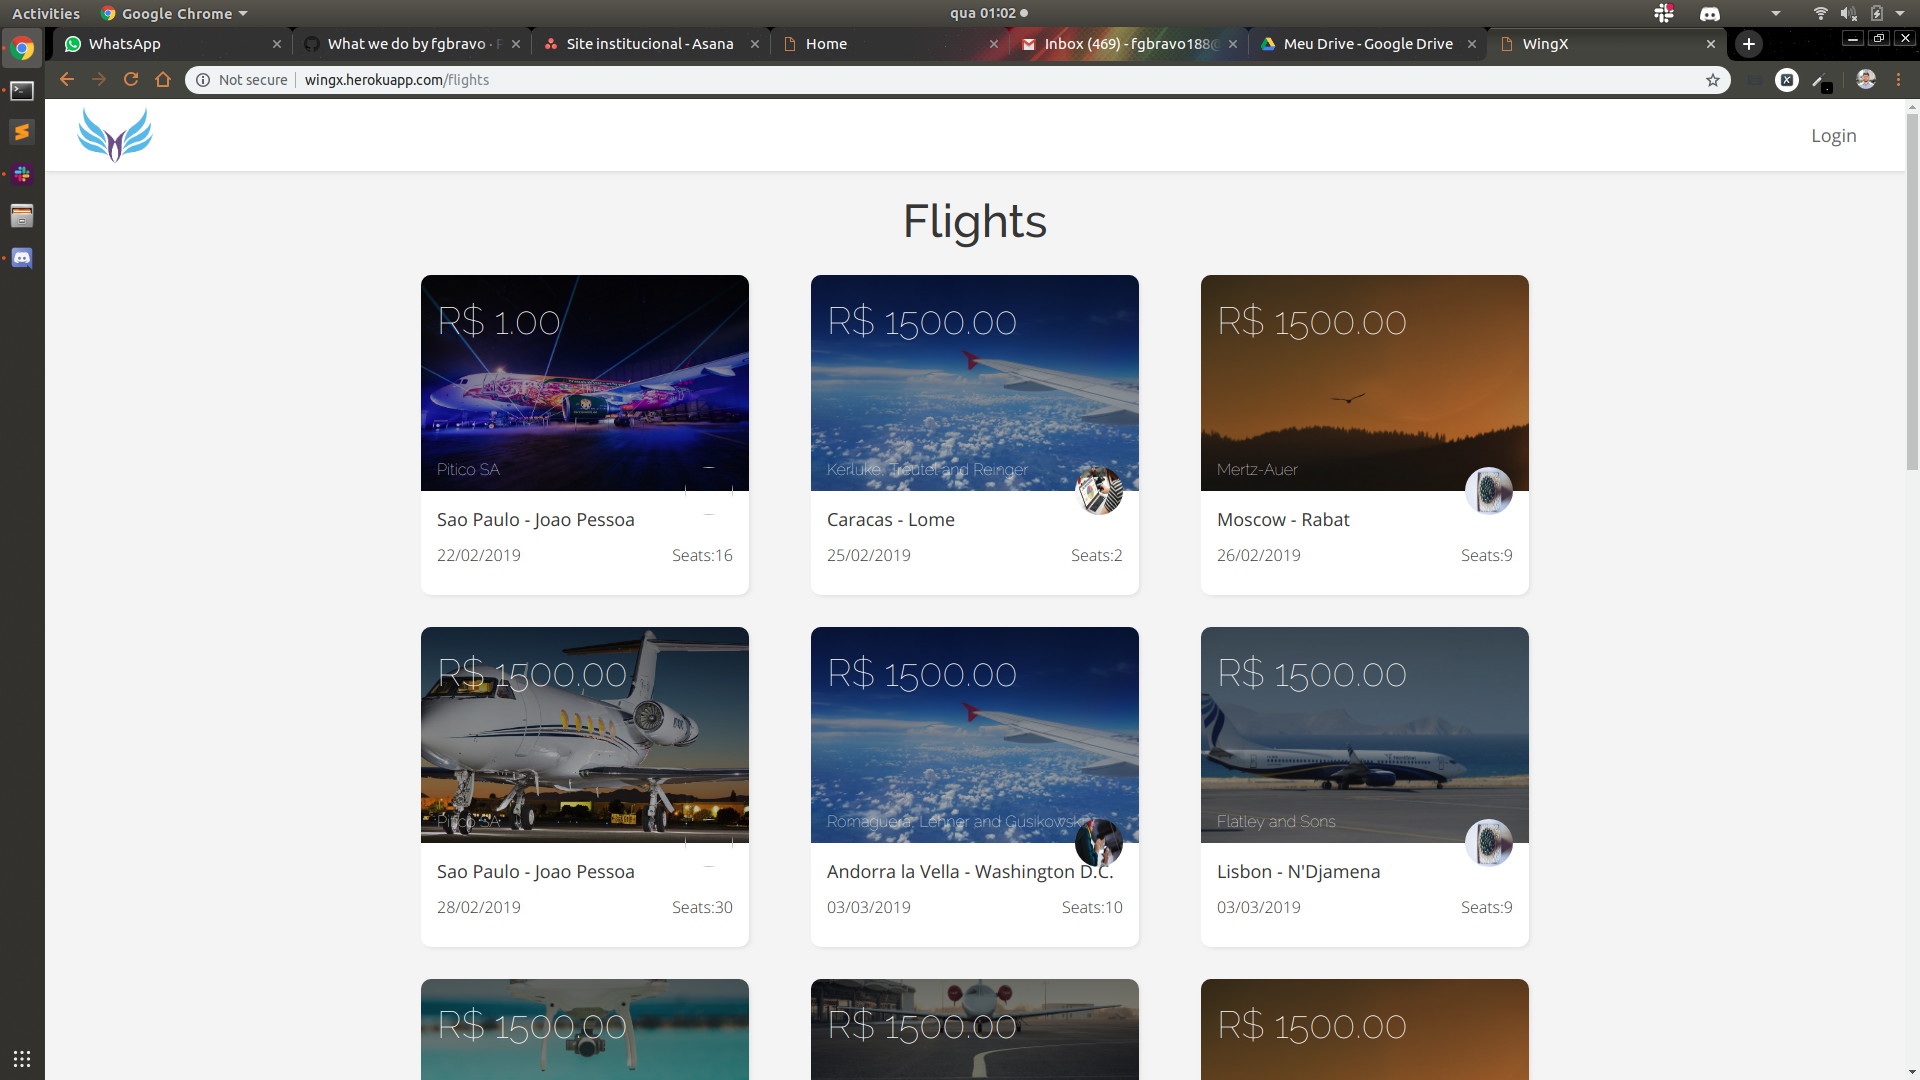 Activities
Google Chrome
qua 01:02
WhatsApp
What we do by fgbravo ·
Site institucional - Asana
Home
Inbox (469) - fgbravo188@
Meu Drive - Google Drive
WingX
Not secure
wingx.herokuapp.com/flights
Login
Flights
R$ 1.00
Pitico SA
Sao Paulo - Joao Pessoa
22/02/2019
Seats:16
R$ 1500.00
Kerluke, Treutel and Reinger
Caracas - Lome
25/02/2019
Seats:2
R$ 1500.00
Mertz-Auer
Moscow - Rabat
26/02/2019
Seats:9
R$ 1500.00
Pitico SA
Sao Paulo - Joao Pessoa
28/02/2019
Seats:30
R$ 1500.00
Romaguera, Lehner and Gusikowski
Andorra la Vella - Washington D.C.
03/03/2019
Seats:10
R$ 1500.00
Flatley and Sons
Lisbon - N'Djamena
03/03/2019
Seats:9
R$ 1500.00
R$ 1500.00
R$ 1500.00